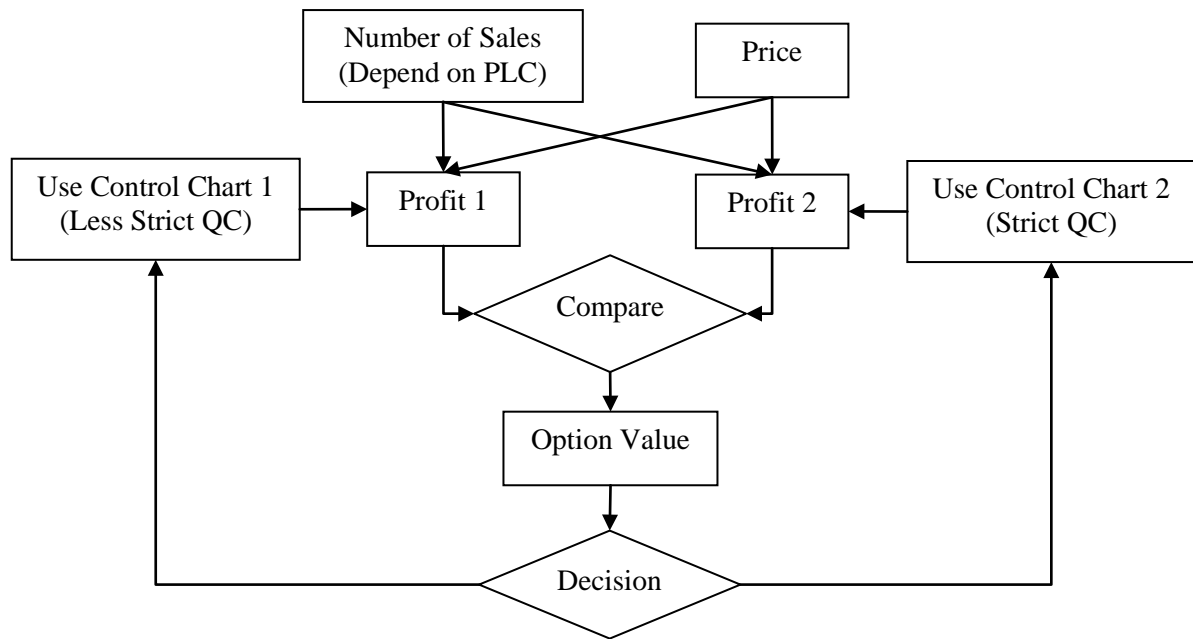 Number of Sales
(Depend on PLC)
Price
Use Control Chart 1
(Less Strict QC)
Profit 1
Profit 2
Use Control Chart 2
(Strict QC)
Compare
Option Value
Decision